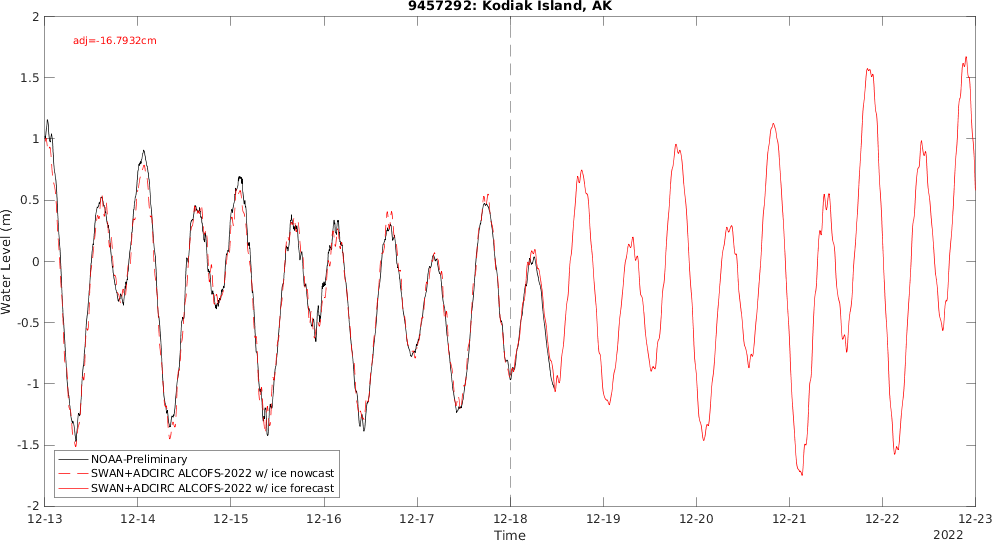 9457292: Kodiak Island, AK
adj=-16.7932cm
2
1.5
1
0.5
0
-0.5
-1
-1.5
-2
Water Level (m)
NOAA-Preliminary
SWAN+ADCIRC ALCOFS-2022 w/ ice nowcast
SWAN+ADCIRC ALCOFS-2022 w/ ice forecast
12-13 12-14 12-15 12-16 12-17 12-18 12-19 12-20 12-21 12-22 12-23
Time
2022